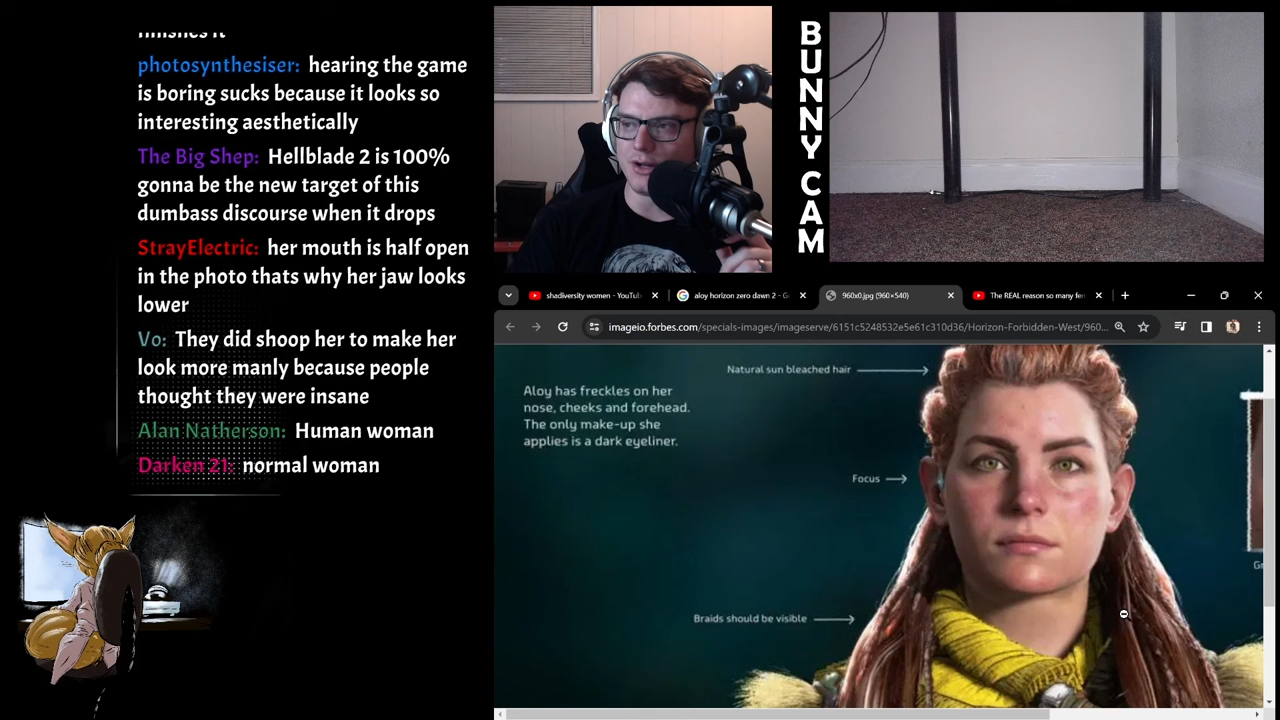 finishes it
photosynthesiser: hearing the game
is boring sucks because it looks so
interesting aesthetically
The Big Shep: Hellblade 2 is 100%
gonna be the new target of this
dumbass discourse when it drops
StrayElectric: her mouth is half open
in the photo thats why her jaw looks
lower
Vo: They did shoop her to make her
look more manly because people
thought they were insane
Alan Natherson: Human woman
Darken 21: normal woman
BUNNY CAM
shadiversity women - YouTub
aloy horizon zero dawn 2 - G
960x0.jpg (960×540)
The REAL reason so many fem
imageio.forbes.com/specials-images/imageserve/6151c5248532e5e61c310d36/Horizon-Forbidden-West/960...
Natural sun bleached hair
Aloy has freckles on her
nose, cheeks and forehead.
The only make-up she
applies is a dark eyeliner.
Focus
Gr
Braids should be visible